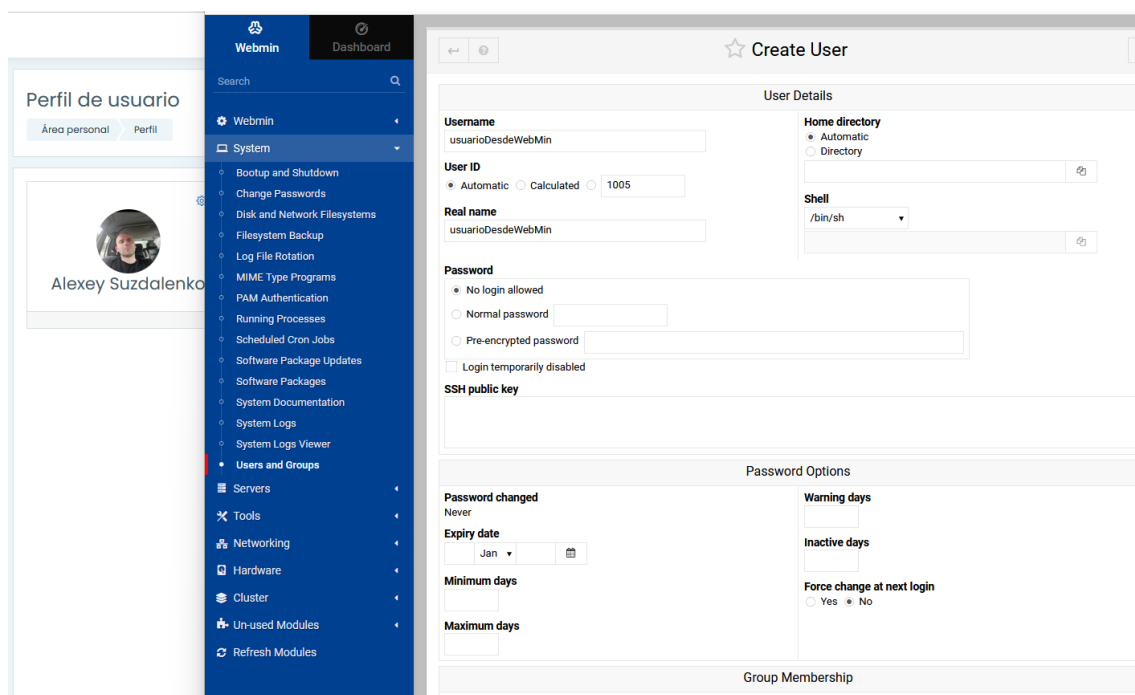 Perfil de usuario
Área personal Perfil
Alexey Suzdalenko
Webmin Dashboard
Search
Webmin
System
Bootup and Shutdown
Change Passwords
Disk and Network Filesystems
Filesystem Backup
Log File Rotation
MIME Type Programs
PAM Authentication
Running Processes
Scheduled Cron Jobs
Software Package Updates
Software Packages
System Documentation
System Logs
System Logs Viewer
Users and Groups
Servers
Tools
Networking
Hardware
Cluster
Un-used Modules
Refresh Modules
Create User
User Details
Username
usuarioDesdeWebMin
User ID
Automatic Calculated 1005
Real name
usuarioDesdeWebMin
Home directory
Automatic
Directory
Shell
/bin/sh
Password
No login allowed
Normal password
Pre-encrypted password
Login temporarily disabled
SSH public key
Password Options
Password changed
Never
Expiry date
Jan
Minimum days
Maximum days
Warning days
Inactive days
Force change at next login
Yes No
Group Membership